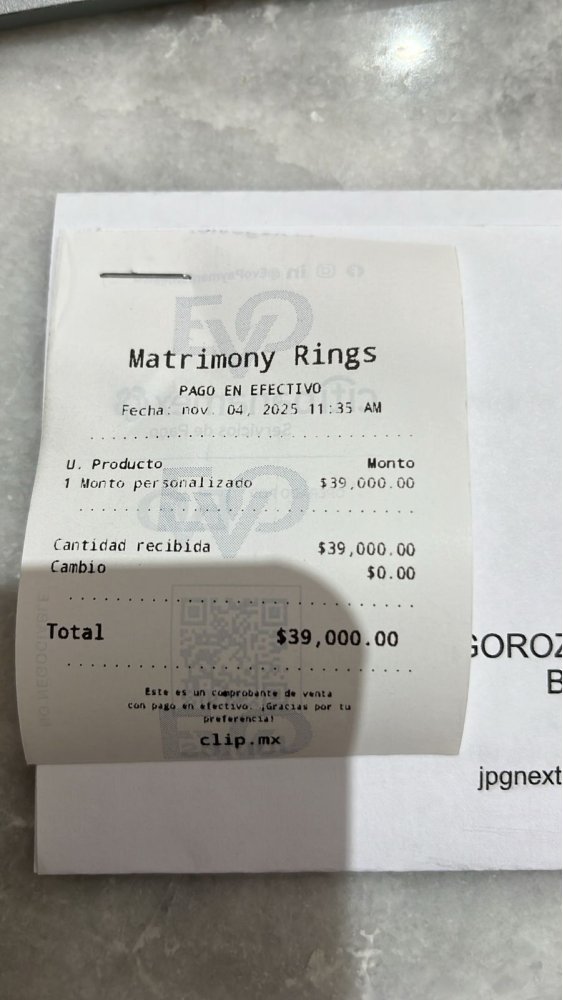 Matrimony Rings
PAGO EN EFECTIVO
Fecha: nov. 04, 2025 11:35 AM
U. Producto Monto
1 Monto personalizado $39,000.00
Cantidad recibida $39,000.00
Cambio $0.00
Total $39,000.00
Este es un comprobante de venta
con pago en efectivo. ¡Gracias por tu
preferencia!
clip.mx
GOROZ
B
jpgnext